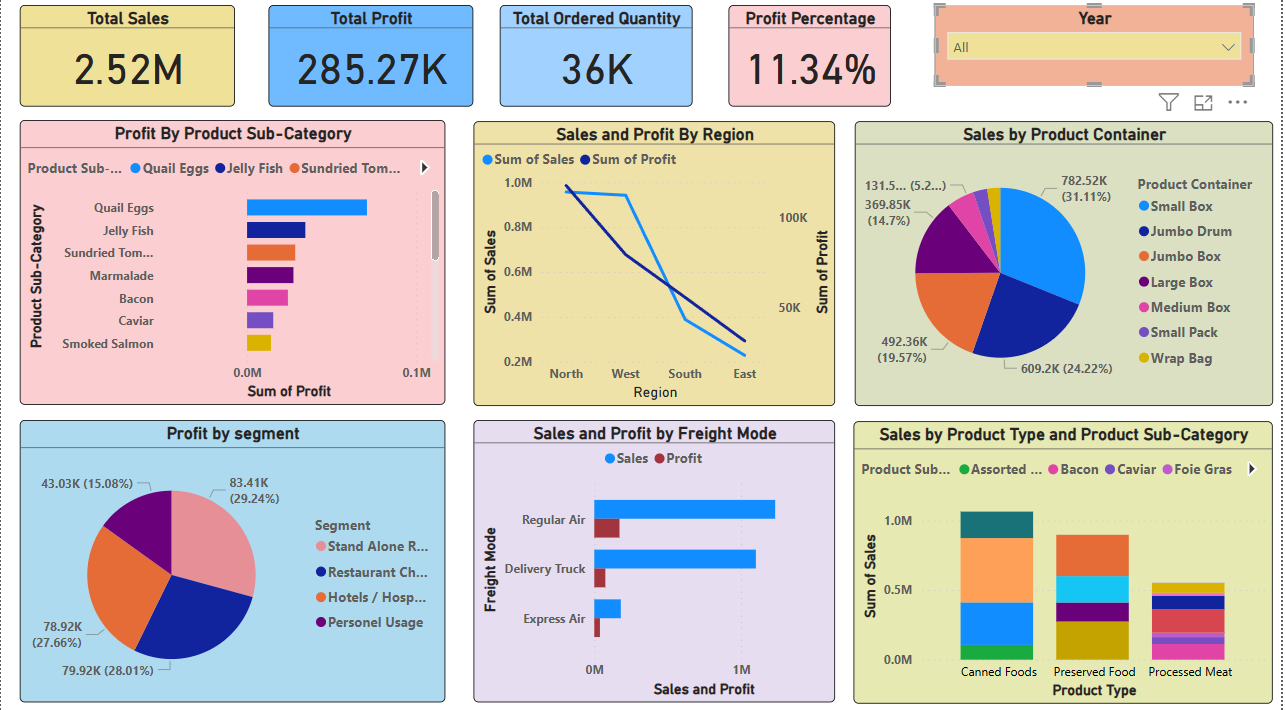 Total Sales
2.52M
Total Profit
285.27K
Total Ordered Quantity
36K
Profit Percentage
11.34%
Year
All
Profit By Product Sub-Category
Product Sub-... Quail Eggs Jelly Fish Sundried Tom...
Product Sub-Category
Quail Eggs
Jelly Fish
Sundried Tom...
Marmalade
Bacon
Caviar
Smoked Salmon
0.0M 0.1M
Sum of Profit
Sales and Profit By Region
Sum of Sales Sum of Profit
Sum of Sales
1.0M
0.8M
0.6M
0.4M
0.2M
100K
50K
Sum of Profit
North West South East
Region
Sales by Product Container
131.5... (5.2...)
369.85K
(14.7%)
492.36K
(19.57%)
782.52K
(31.11%)
609.2K (24.22%)
Product Container
Small Box
Jumbo Drum
Jumbo Box
Large Box
Medium Box
Small Pack
Wrap Bag
Profit by segment
43.03K (15.08%)
83.41K
(29.24%)
78.92K
(27.66%)
79.92K (28.01%)
Segment
Stand Alone R...
Restaurant Ch...
Hotels / Hosp...
Personel Usage
Sales and Profit by Freight Mode
Sales Profit
Freight Mode
Regular Air
Delivery Truck
Express Air
0M 1M
Sales and Profit
Sales by Product Type and Product Sub-Category
Product Sub... Assorted ... Bacon Caviar Foie Gras
Sum of Sales
1.0M
0.5M
0.0M
Canned Foods Preserved Food Processed Meat
Product Type